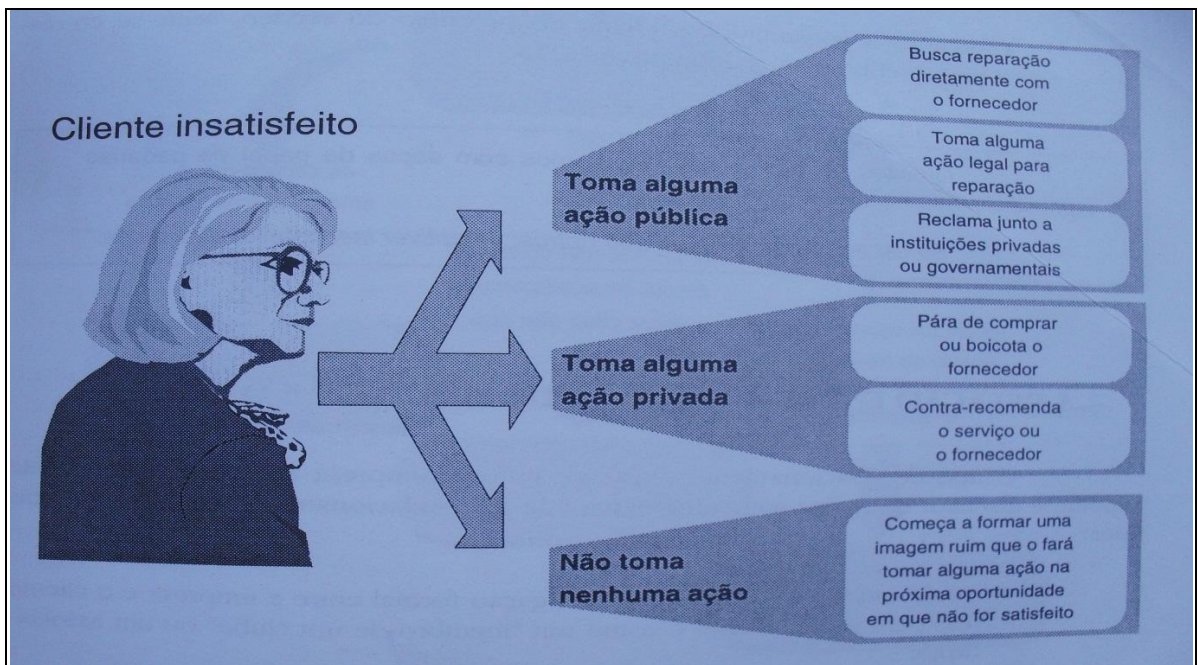 Cliente insatisfeito
Toma alguma
ação pública
Busca reparação
diretamente com
o fornecedor
Toma alguma
ação legal para
reparação
Reclama junto a
instituições privadas
ou governamentais
Toma alguma
ação privada
Pára de comprar
ou boicota o
fornecedor
Contra-recomenda
o serviço ou
o fornecedor
Não toma
nenhuma ação
Começa a formar uma
imagem ruim que o fará
tomar alguma ação na
próxima oportunidade
em que não for satisfeito